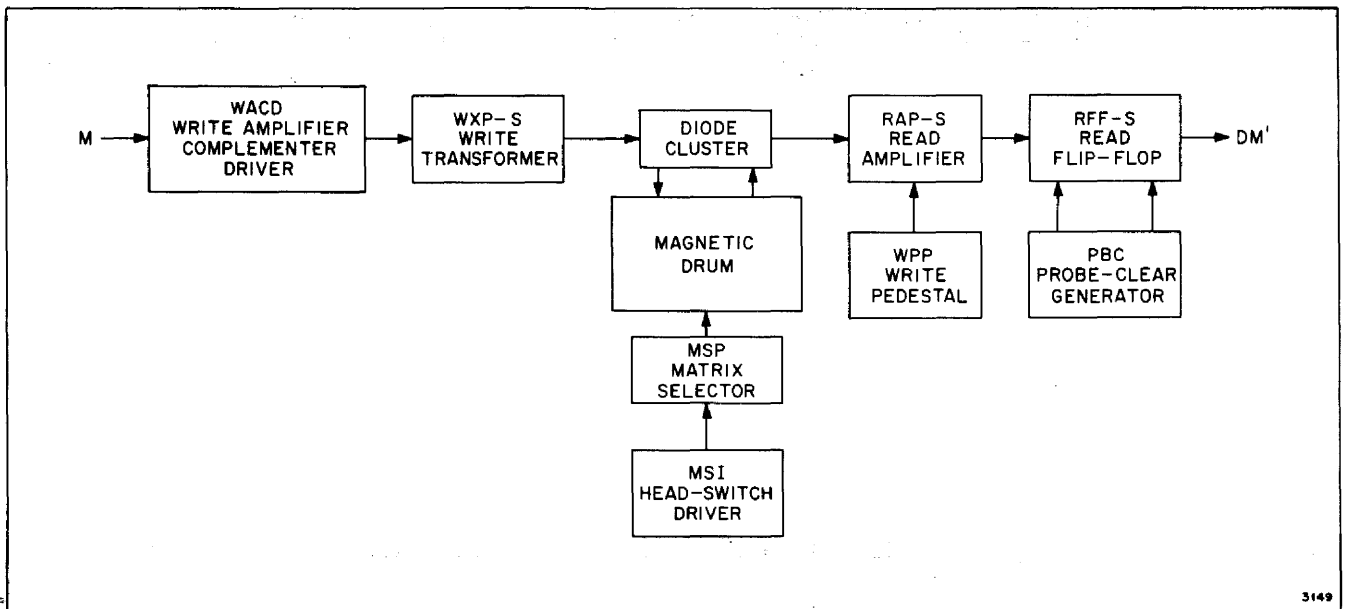 M
WACD
WRITE AMPLIFIER
COMPLEMENTER
DRIVER
WXP-S
WRITE
TRANSFORMER
DIODE
CLUSTER
RAP-S
READ
AMPLIFIER
RFF-S
READ
FLIP-FLOP
DM'
MAGNETIC
DRUM
WPP
WRITE
PEDESTAL
PBC
PROBE-CLEAR
GENERATOR
MSP
MATRIX
SELECTOR
MSI
HEAD-SWITCH
DRIVER
3149